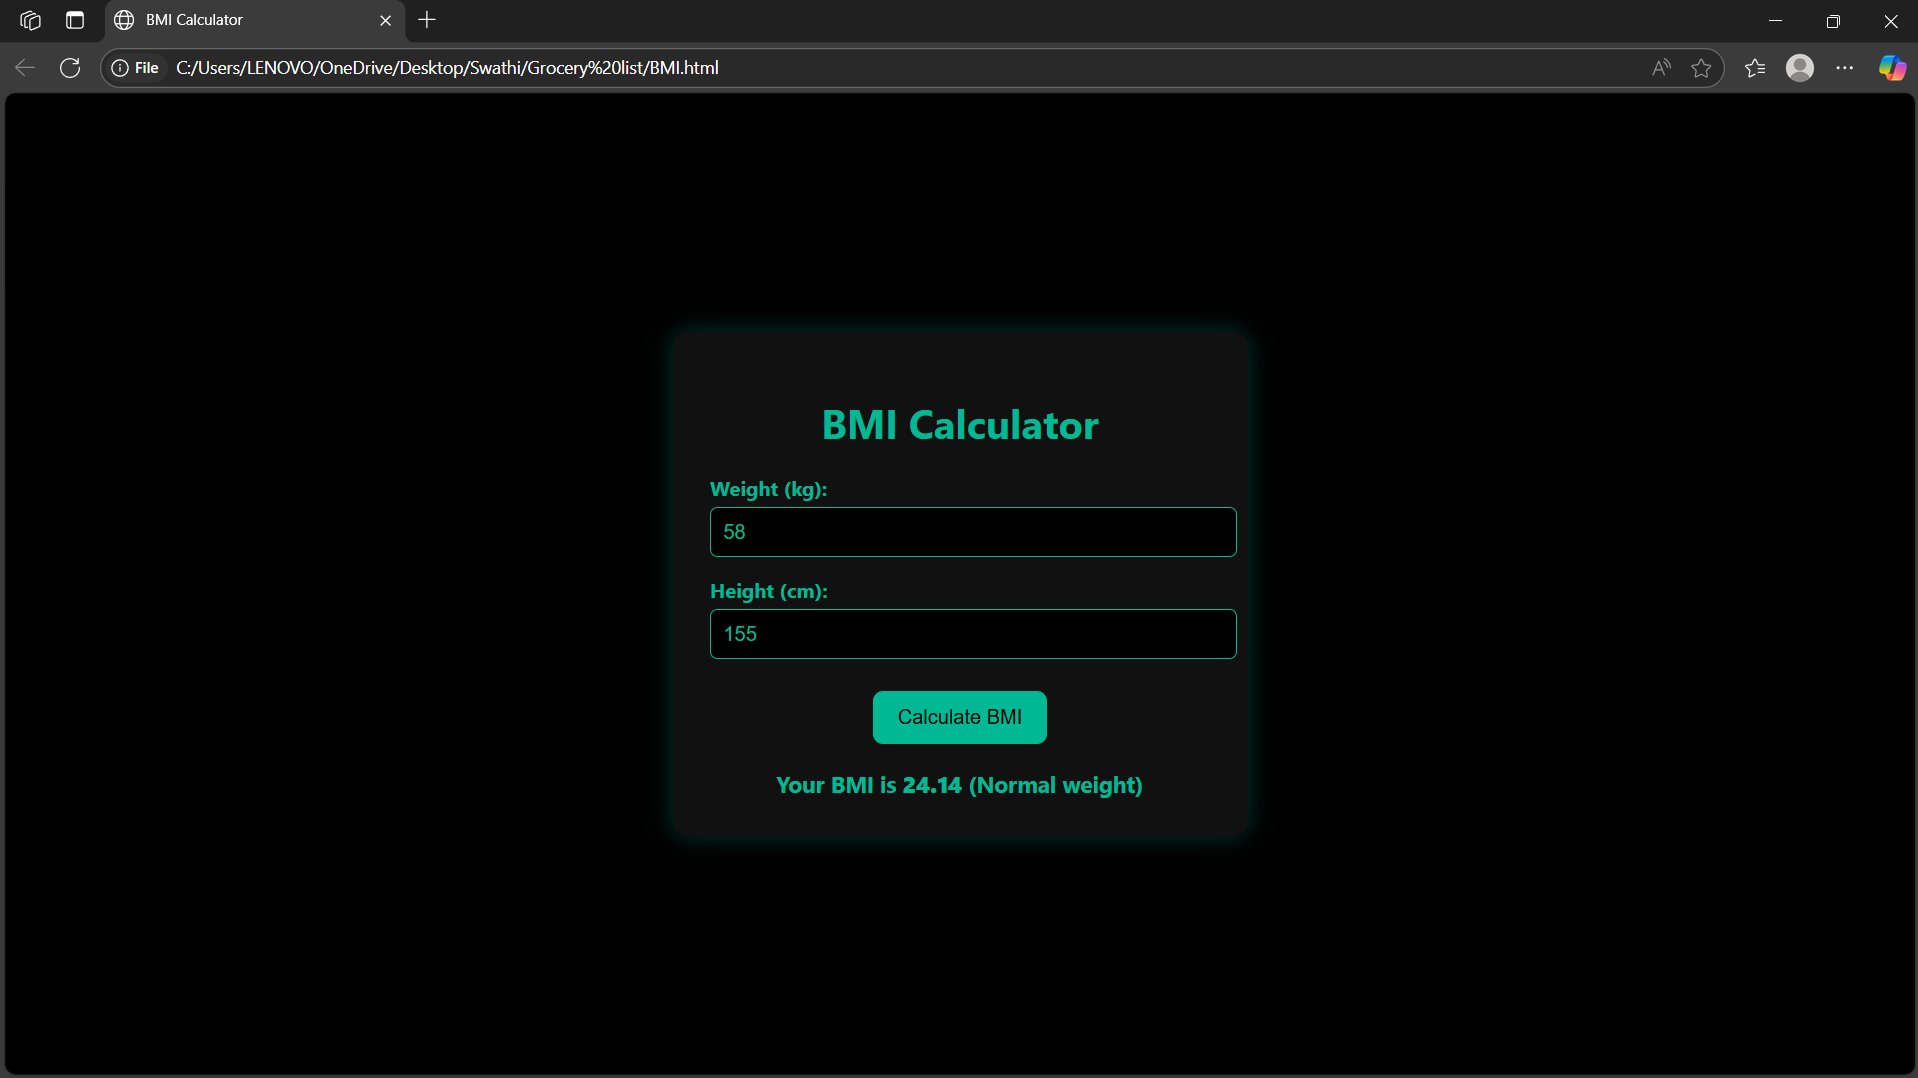 BMI Calculator
File C:/Users/LENOVO/OneDrive/Desktop/Swathi/Grocery%20list/BMI.html
BMI Calculator
Weight (kg):
58
Height (cm):
155
Calculate BMI
Your BMI is 24.14 (Normal weight)